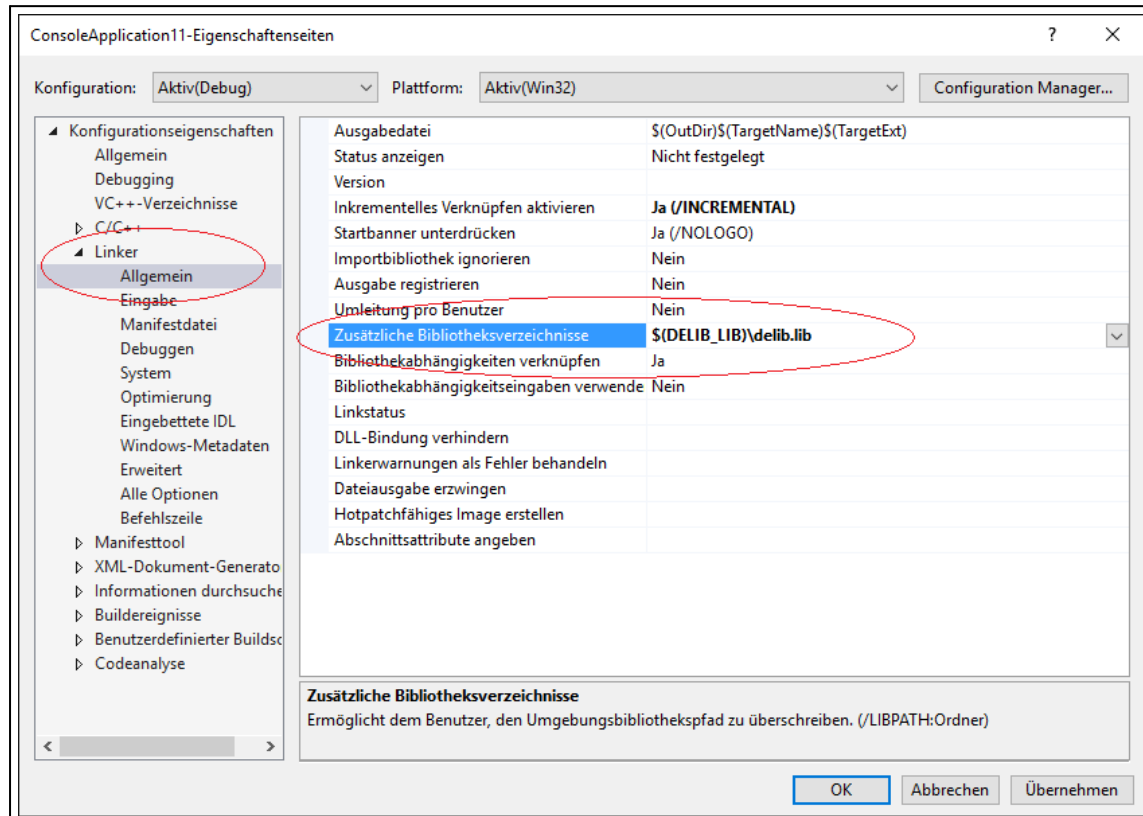 ConsoleApplication11-Eigenschaftenseiten ?
Konfiguration: Aktiv(Debug) Plattform: Aktiv(Win32) Configuration Manager...
Konfigurationseigenschaften
Allgemein
Debugging
VC++-Verzeichnisse
C/C++
Linker
Allgemein
Eingabe
Manifestdatei
Debuggen
System
Optimierung
Eingebettete IDL
Windows-Metadaten
Erweitert
Alle Optionen
Befehlszeile
Manifesttool
XML-Dokument-Generato
Informationen durchsuche
Buildereignisse
Benutzerdefinierter Buildsc
Codeanalyse
Ausgabedatei $(OutDir)$(TargetName)$(TargetExt)
Status anzeigen Nicht festgelegt
Version
Inkrementelles Verknüpfen aktivieren Ja (/INCREMENTAL)
Startbanner unterdrücken Ja (/NOLOGO)
Importbibliothek ignorieren Nein
Ausgabe registrieren Nein
Umleitung pro Benutzer Nein
Zusätzliche Bibliotheksverzeichnisse $(DELIB_LIB)\delib.lib
Bibliothekabhängigkeiten verknüpfen Ja
Bibliothekabhängigkeitseingaben verwende Nein
Linkstatus
DLL-Bindung verhindern
Linkerwarnungen als Fehler behandeln
Dateiausgabe erzwingen
Hotpatchfähiges Image erstellen
Abschnittsattribute angeben
Zusätzliche Bibliotheksverzeichnisse
Ermöglicht dem Benutzer, den Umgebungsbibliothekspfad zu überschreiben. (/LIBPATH:Ordner)
OK Abbrechen Übernehmen